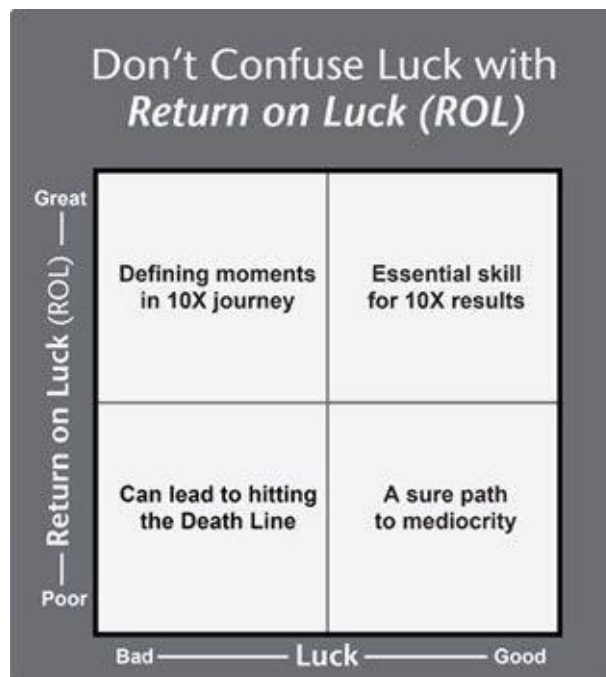 Don't Confuse Luck with
Return on Luck (ROL)
Great
Return on Luck (ROL)
Poor
Defining moments
in 10X journey
Essential skill
for 10X results
Can lead to hitting
the Death Line
A sure path
to mediocrity
Bad
Luck
Good